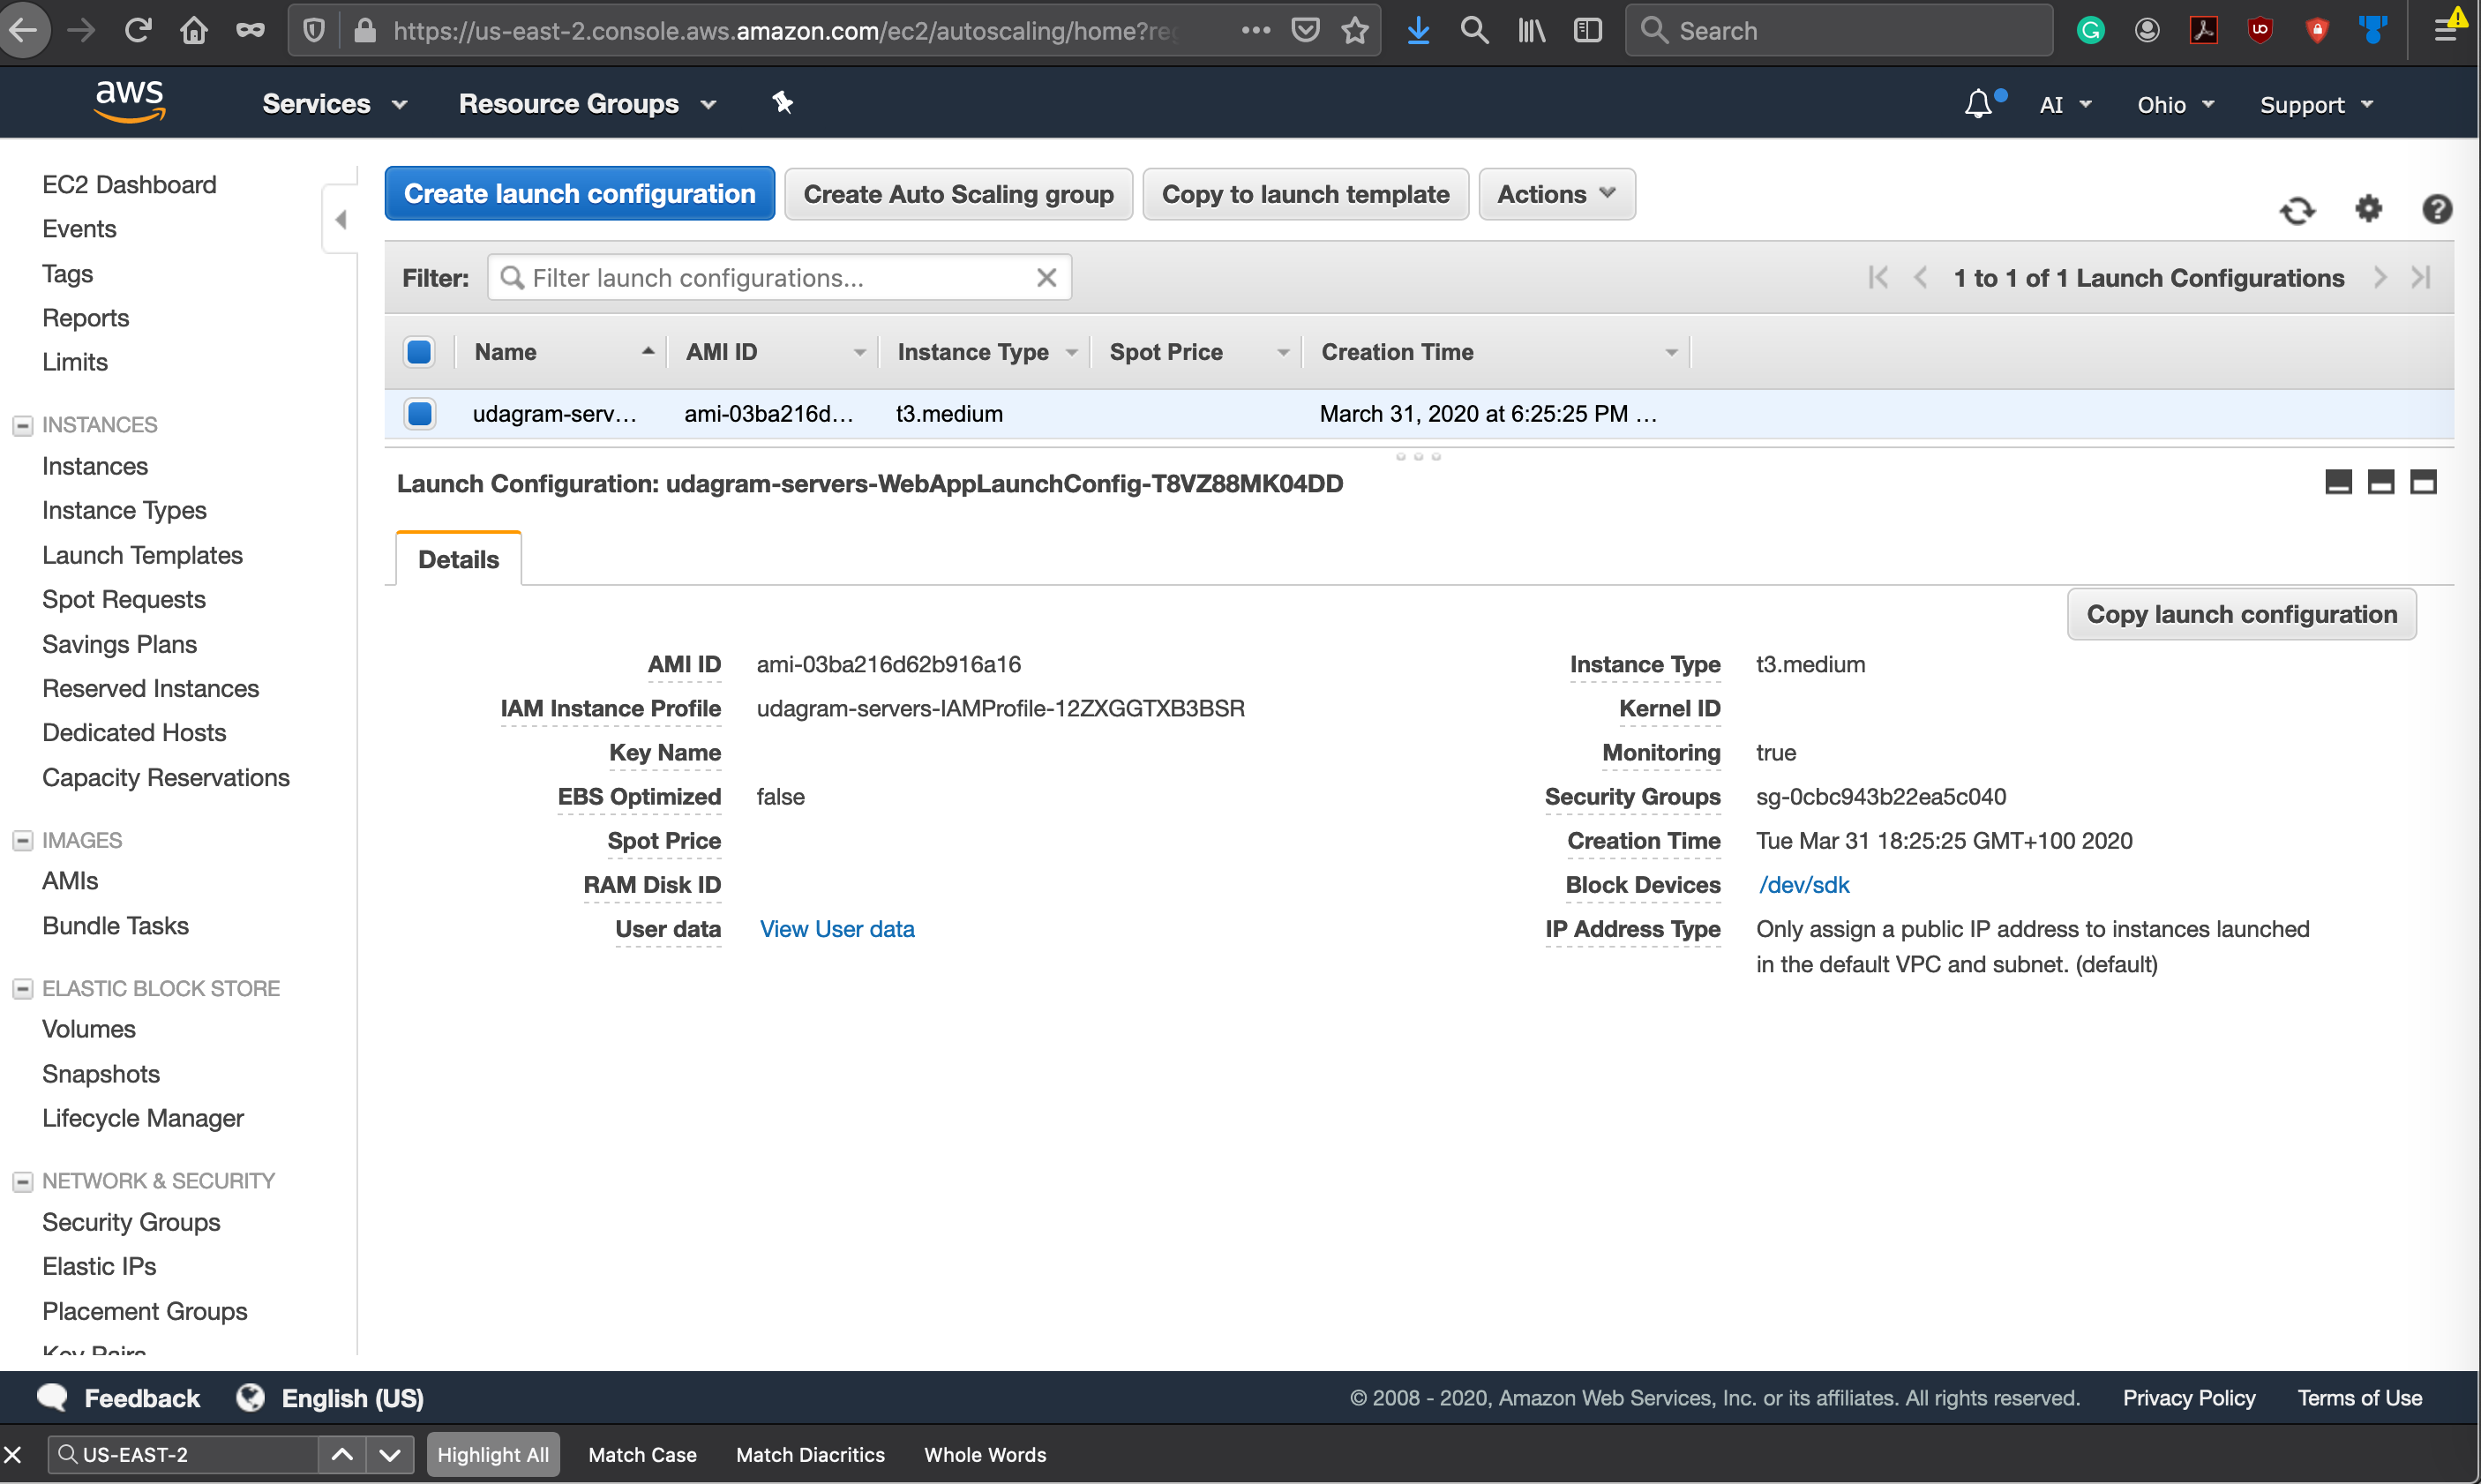 https://us-east-2.console.aws.amazon.com/ec2/autoscaling/home?reg
Search
aws
Services
Resource Groups
AI
Ohio
Support
EC2 Dashboard
Events
Tags
Reports
Limits
INSTANCES
Instances
Instance Types
Launch Templates
Spot Requests
Savings Plans
Reserved Instances
Dedicated Hosts
Capacity Reservations
IMAGES
AMIs
Bundle Tasks
ELASTIC BLOCK STORE
Volumes
Snapshots
Lifecycle Manager
NETWORK & SECURITY
Security Groups
Elastic IPs
Placement Groups
Key Pairs
Create launch configuration
Create Auto Scaling group
Copy to launch template
Actions
Filter:
Filter launch configurations...
1 to 1 of 1 Launch Configurations
Name
AMI ID
Instance Type
Spot Price
Creation Time
udagram-serv…
ami-03ba216d…
t3.medium
March 31, 2020 at 6:25:25 PM …
Launch Configuration: udagram-servers-WebAppLaunchConfig-T8VZ88MK04DD
Details
Copy launch configuration
AMI ID ami-03ba216d62b916a16
IAM Instance Profile udagram-servers-IAMProfile-12ZXGGTXB3BSR
Key Name
EBS Optimized false
Spot Price
RAM Disk ID
User data View User data
Instance Type t3.medium
Kernel ID
Monitoring true
Security Groups sg-0cbc943b22ea5c040
Creation Time Tue Mar 31 18:25:25 GMT+100 2020
Block Devices /dev/sdk
IP Address Type Only assign a public IP address to instances launched
in the default VPC and subnet. (default)
Feedback
English (US)
© 2008 - 2020, Amazon Web Services, Inc. or its affiliates. All rights reserved.
Privacy Policy
Terms of Use
US-EAST-2
Highlight All
Match Case
Match Diacritics
Whole Words